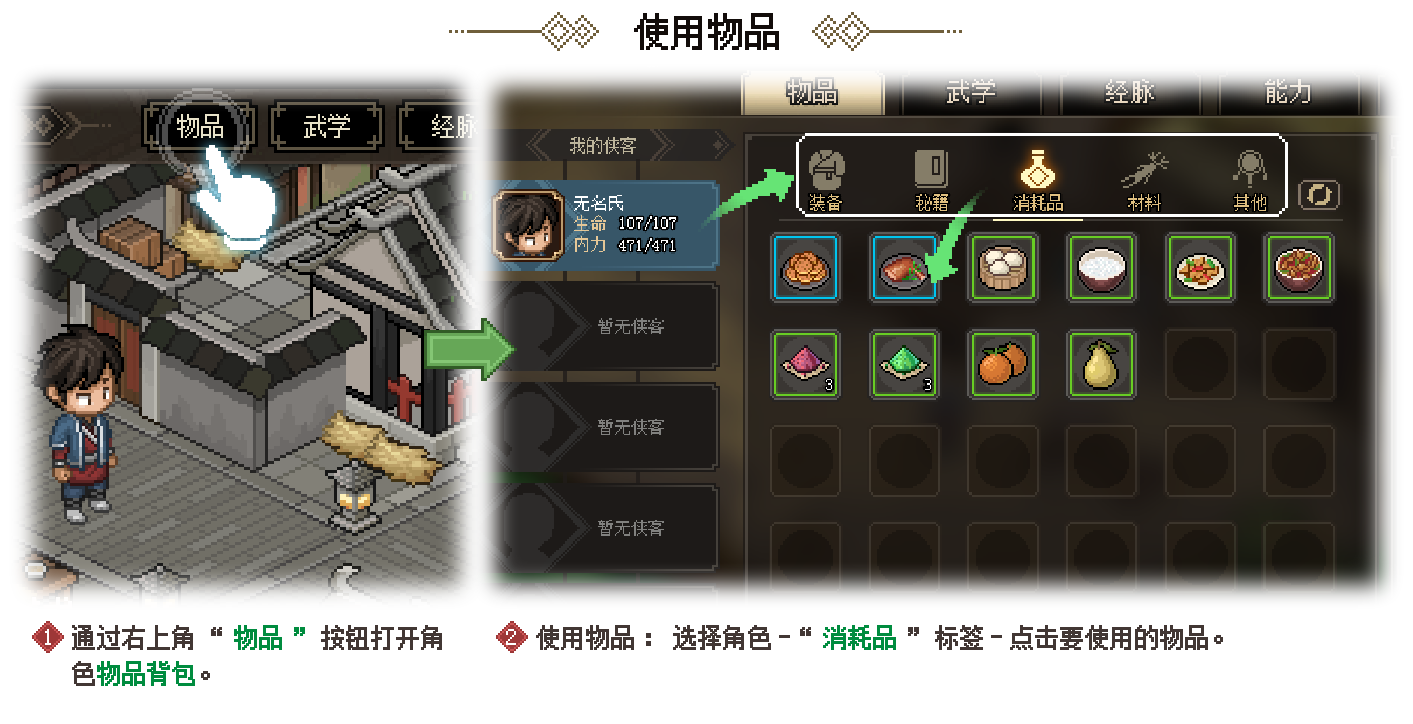 使用物品
物品 武学 经脉
物品 武学 经脉 能力
我的侠客
无名氏
生命 107/107
内力 471/471
暂无侠客
暂无侠客
暂无侠客
装备 秘籍 消耗品 材料 其他
3 3
1 通过右上角“物品”按钮打开角
色物品背包。
2 使用物品：选择角色-“消耗品”标签-点击要使用的物品。